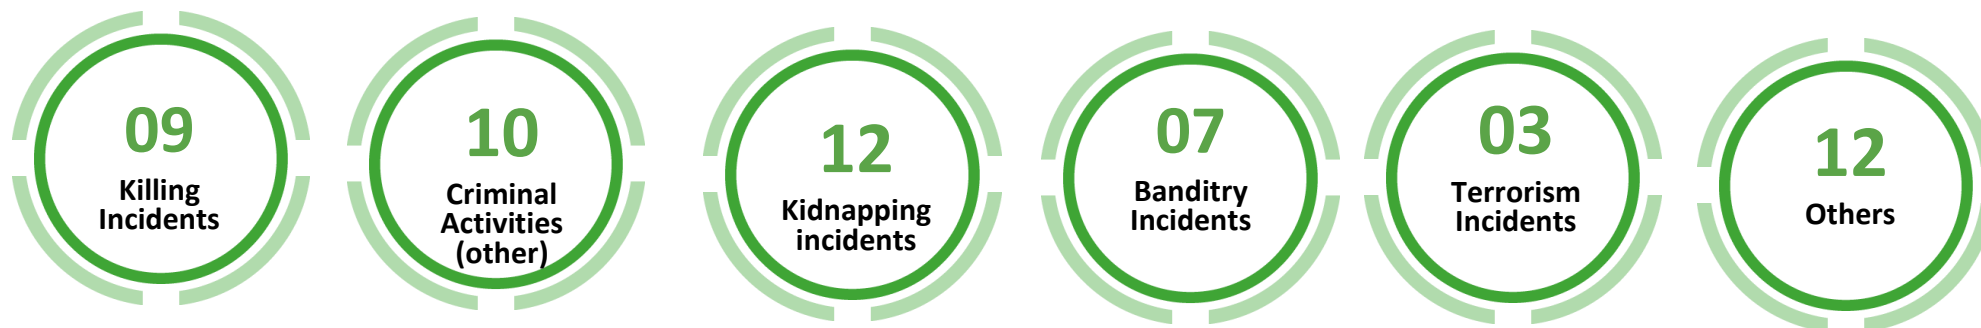 09
Killing
Incidents
10
Criminal
Activities
(other)
12
Kidnapping
incidents
07
Banditry
Incidents
03
Terrorism
Incidents
12
Others